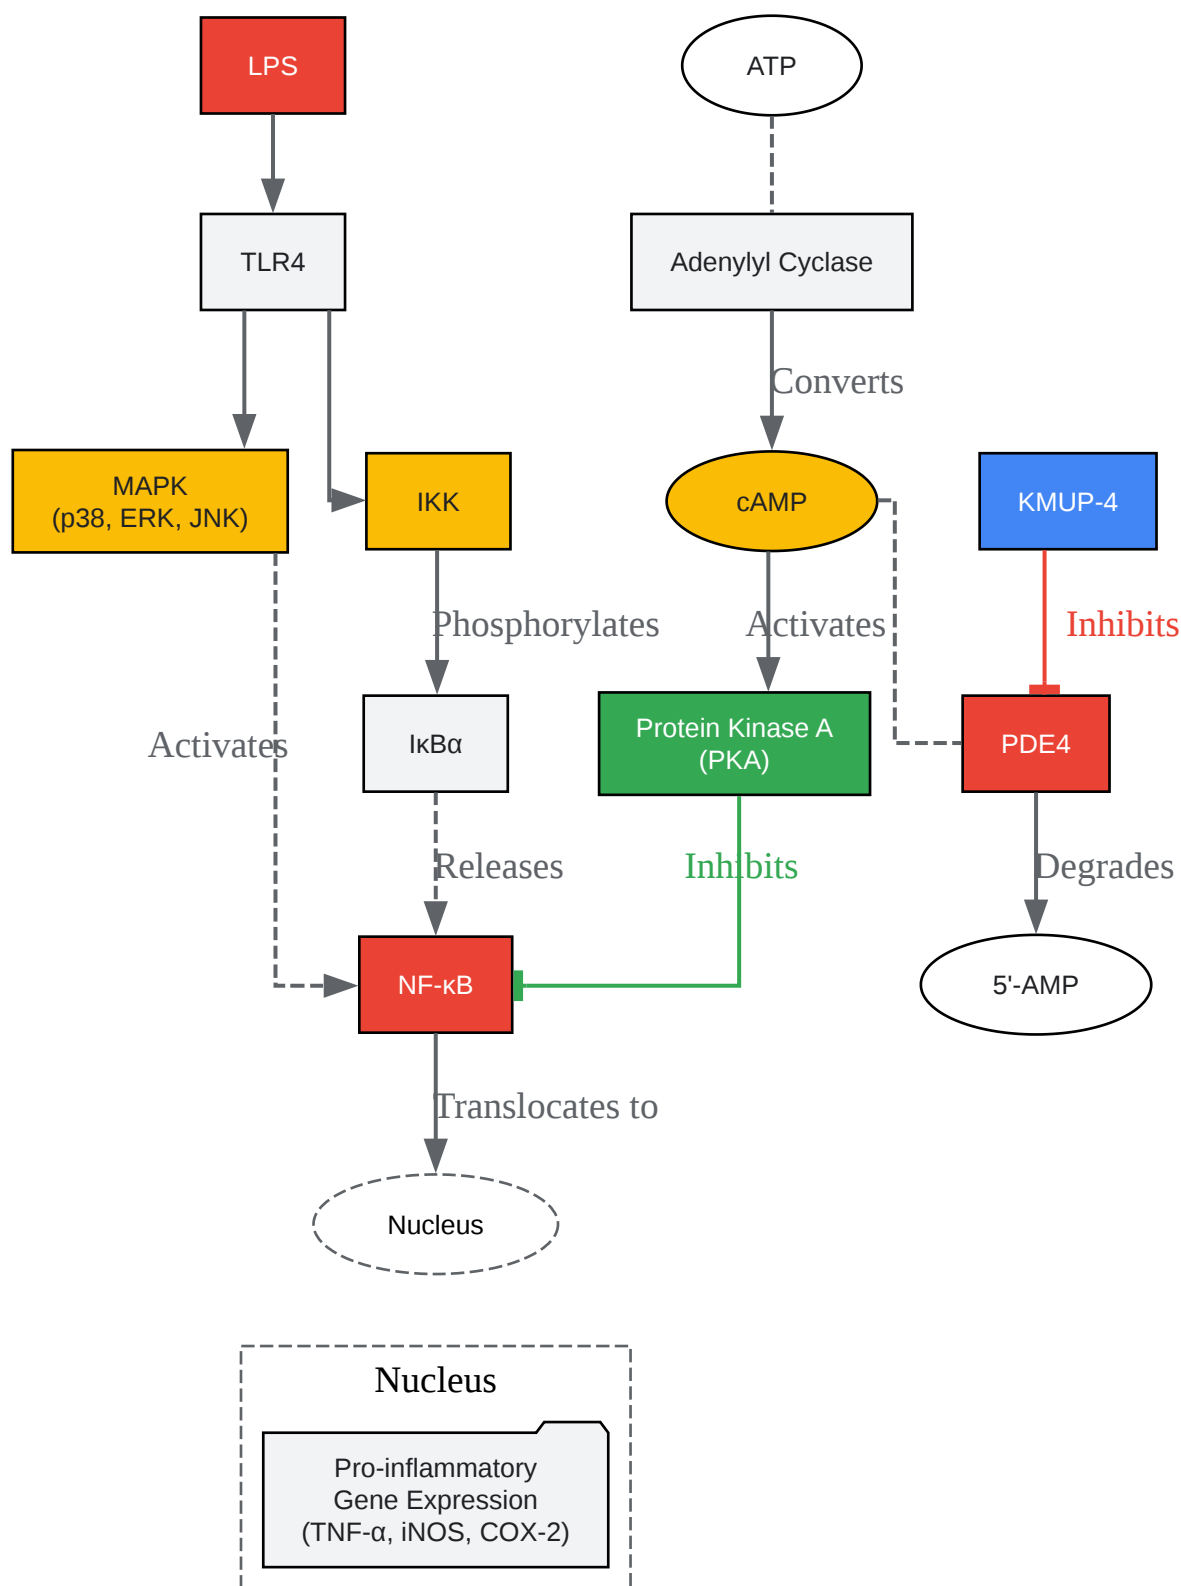 LPS
ATP
TLR4
Adenylyl Cyclase
Converts
MAPK
(p38, ERK, JNK)
IKK
cAMP
KMUP-4
Phosphorylates
Activates
Inhibits
Activates
IκBα
Protein Kinase A
(PKA)
PDE4
Releases
Inhibits
Degrades
NF-κB
5'-AMP
Translocates to
Nucleus
Nucleus
Pro-inflammatory
Gene Expression
(TNF-α, iNOS, COX-2)